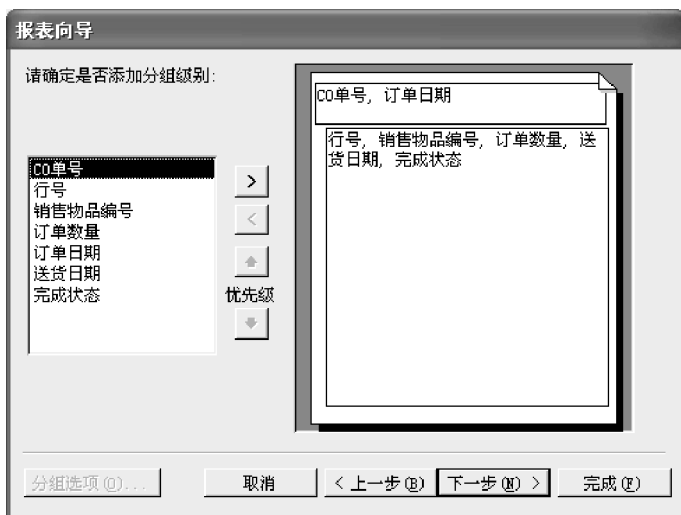 报表向导
请确定是否添加分组级别:
CO单号, 订单日期
行号, 销售物品编号, 订单数量, 送
货日期, 完成状态
CO单号
行号
销售物品编号
订单数量
订单日期
送货日期
完成状态
>
<
优先级
分组选项(O)...
取消
< 上一步(B)
下一步(N) >
完成(F)